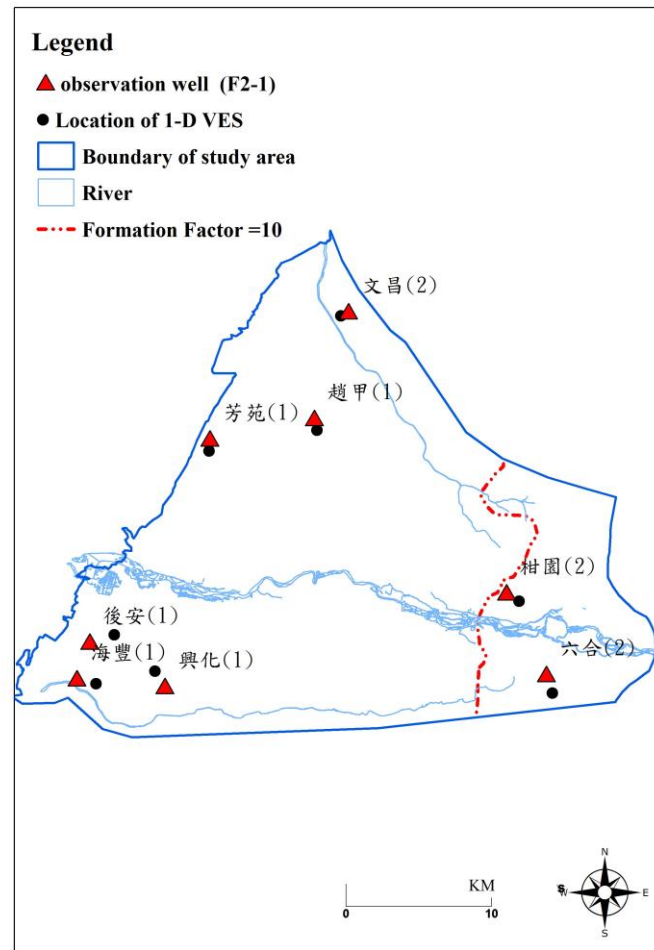 Legend
observation well (F2-1)
Location of 1-D VES
Boundary of study area
River
Formation Factor =10
文昌(2)
趙甲(1)
芳苑(1)
柑園(2)
後安(1)
海豐(1)
興化(1)
六合(2)
KM
0 10
N
S W E
S